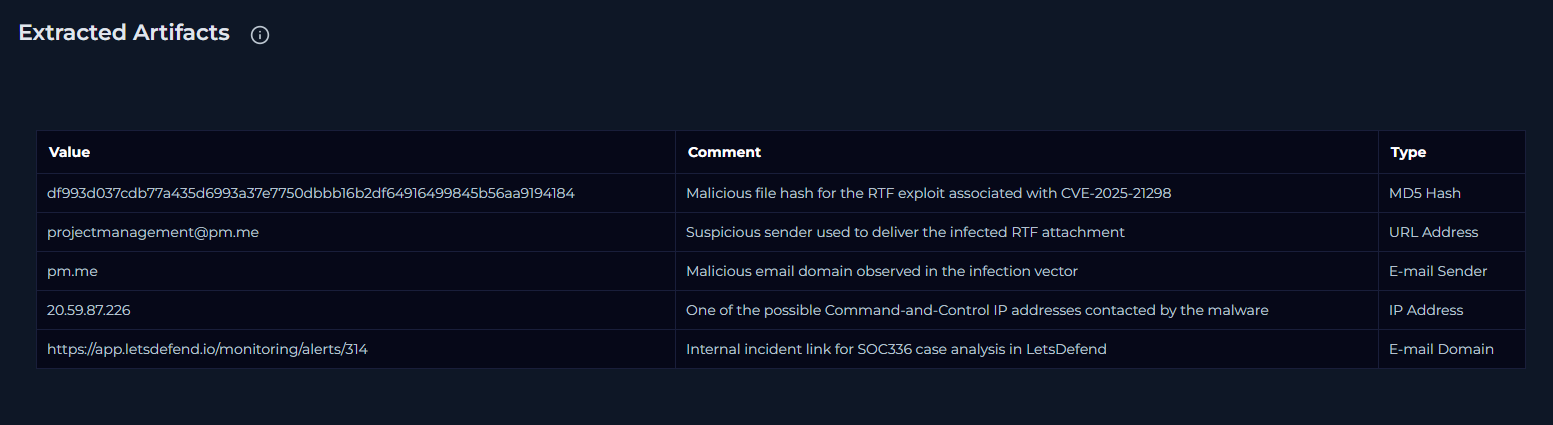 Extracted Artifacts
Value Comment Type
df993d037cdb77a435d6993a37e7750dbbb16b2df64916499845b56aa9194184 Malicious file hash for the RTF exploit associated with CVE-2025-21298 MD5 Hash
projectmanagement@pm.me Suspicious sender used to deliver the infected RTF attachment URL Address
pm.me Malicious email domain observed in the infection vector E-mail Sender
20.59.87.226 One of the possible Command-and-Control IP addresses contacted by the malware IP Address
https://app.letsdefend.io/monitoring/alerts/314 Internal incident link for SOC336 case analysis in LetsDefend E-mail Domain